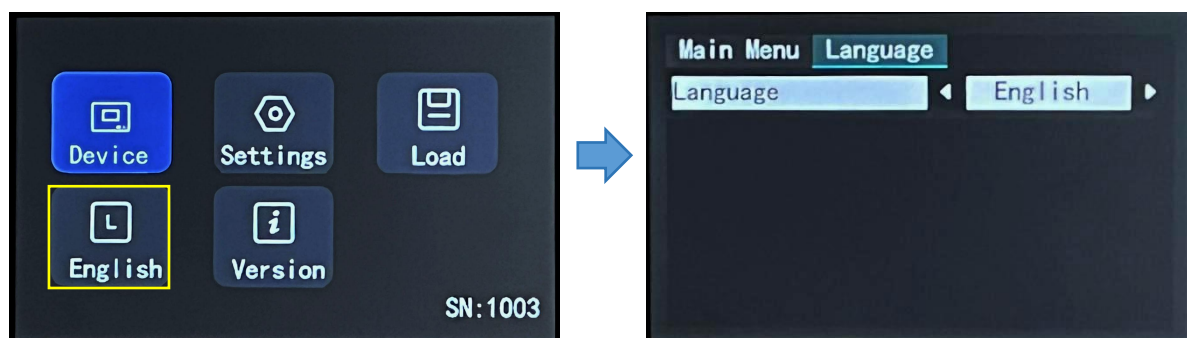 Device Settings Load
English Version
SN:1003
Main Menu Language
Language English